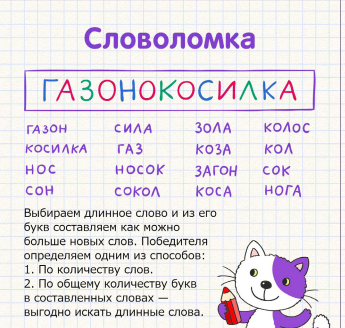 Словоломка
ГАЗОНОКОСИЛКА
ГАЗОН СИЛА ЗОЛА КОЛОС
КОСИЛКА ГАЗ КОЗА КОЛ
НОС НОСОК ЗАГОН СОК
СОН СОКОЛ КОСА НОГА
Выбираем длинное слово и из его
букв составляем как можно
больше новых слов. Победителя
определяем одним из способов:
1. По количеству слов.
2. По общему количеству букв
в составленных словах —
выгодно искать длинные слова.